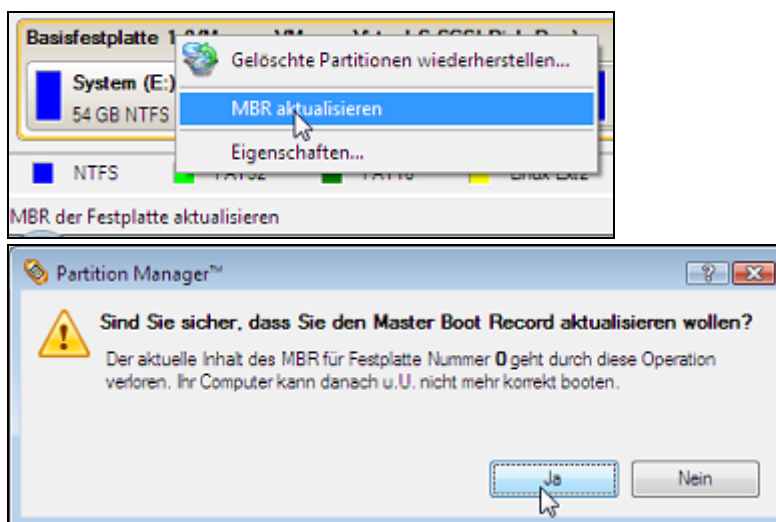 Basisfestplatte 1
Gelöschte Partitionen wiederherstellen...
System (E:)
54 GB NTFS
MBR aktualisieren
Eigenschaften...
NTFS
MBR der Festplatte aktualisieren
Partition Manager™
Sind Sie sicher, dass Sie den Master Boot Record aktualisieren wollen?
Der aktuelle Inhalt des MBR für Festplatte Nummer 0 geht durch diese Operation
verloren. Ihr Computer kann danach u.U. nicht mehr korrekt booten.
Ja
Nein